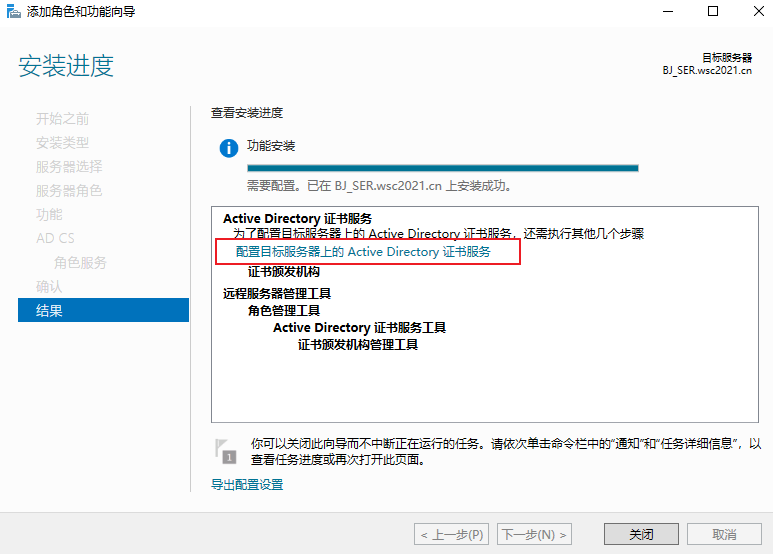 添加角色和功能向导
安装进度
目标服务器
BJ_SER.wsc2021.cn
开始之前
安装类型
服务器选择
服务器角色
功能
AD CS
角色服务
确认
结果
查看安装进度
功能安装
需要配置。已在 BJ_SER.wsc2021.cn 上安装成功。
Active Directory 证书服务
为了配置目标服务器上的 Active Directory 证书服务，还需执行其他几个步骤
配置目标服务器上的 Active Directory 证书服务
证书颁发机构
远程服务器管理工具
角色管理工具
Active Directory 证书服务工具
证书颁发机构管理工具
1
你可以关闭此向导而不中断正在运行的任务。请依次单击命令栏中的“通知”和“任务详细信息”，以
查看任务进度或再次打开此页面。
导出配置设置
< 上一步(P)
下一步(N) >
关闭
取消